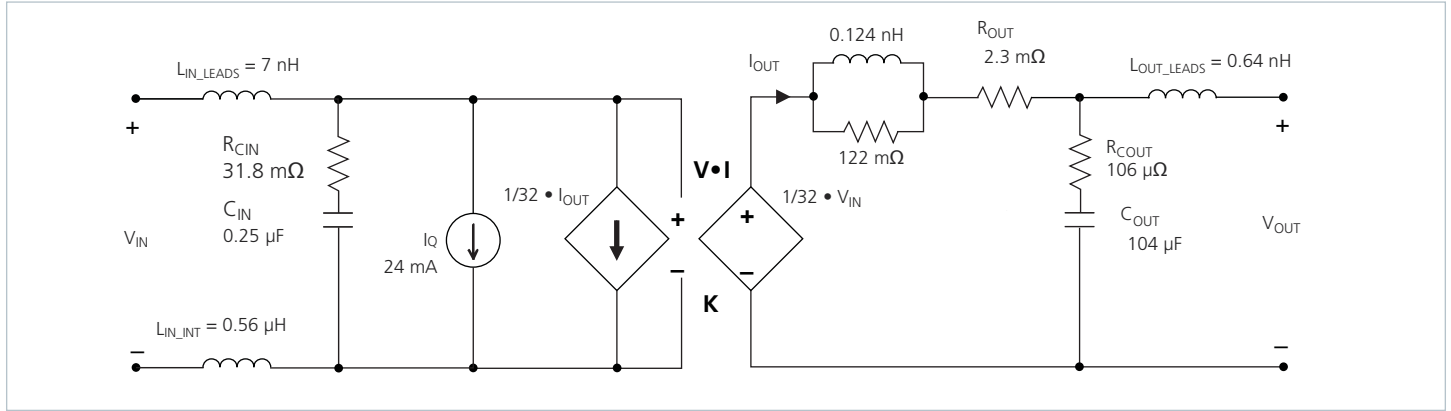 L_IN_LEADS = 7 nH
+
R_CIN
31.8 mΩ
C_IN
0.25 µF
V_IN
I_Q
24 mA
1/32 • I_OUT
L_IN_INT = 0.56 µH
–
+
–
V•I
K
+
–
1/32 • V_IN
I_OUT
0.124 nH
122 mΩ
R_OUT
2.3 mΩ
L_OUT_LEADS = 0.64 nH
+
R_COUT
106 µΩ
C_OUT
104 µF
V_OUT
–